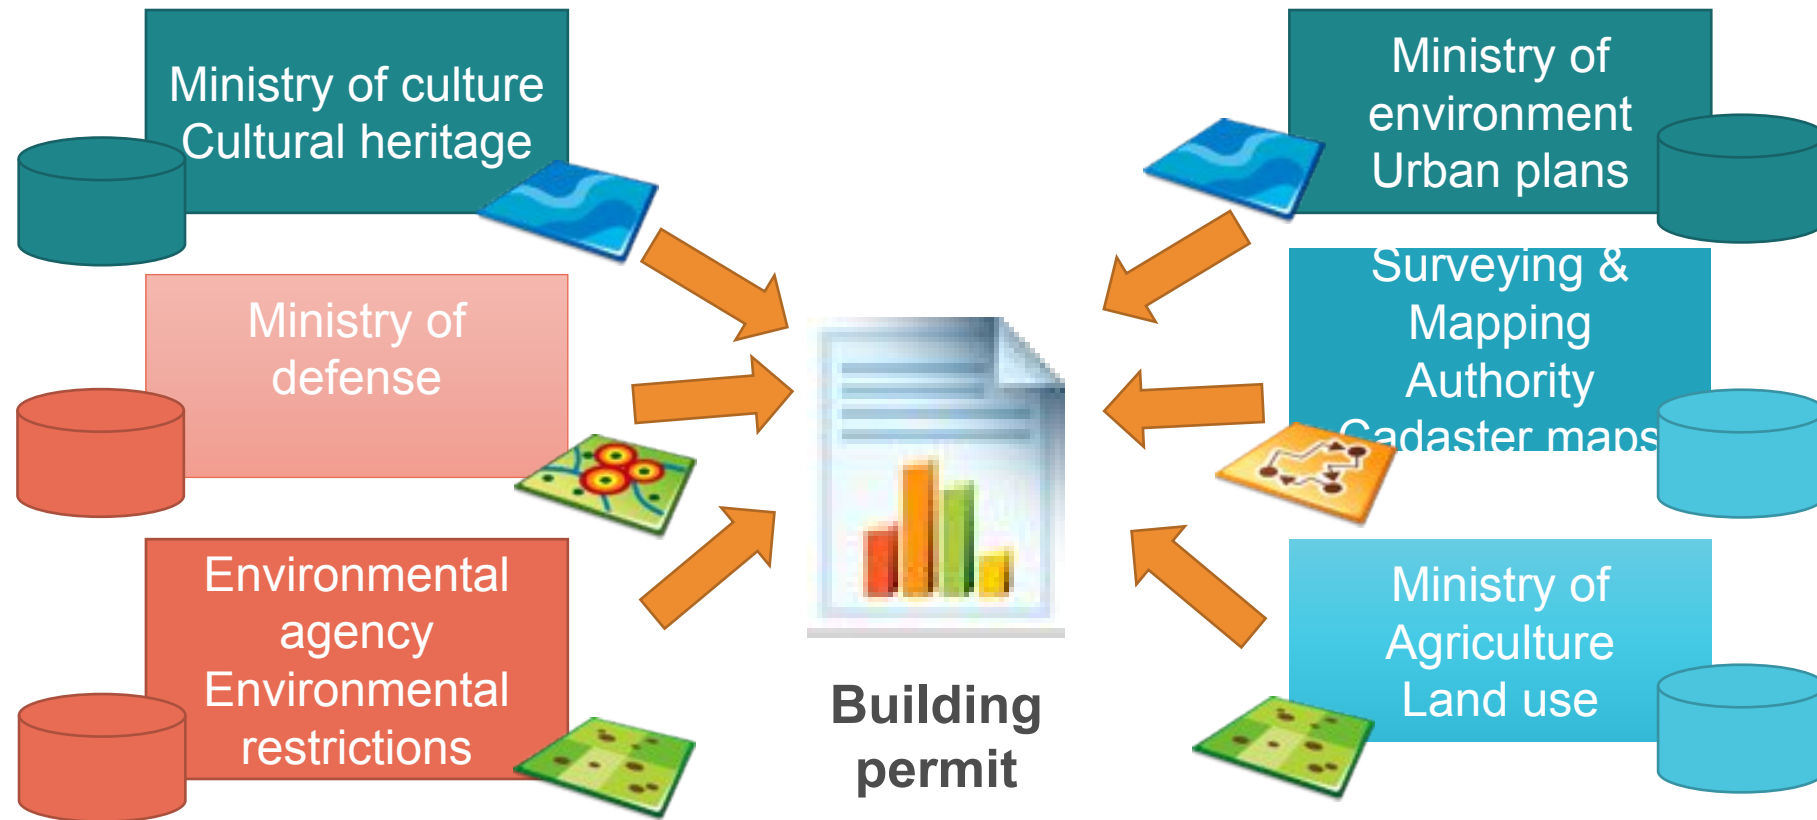 Ministry of culture
Cultural heritage
Ministry of
defense
Environmental
agency
Environmental
restrictions
Building
permit
Ministry of
environment
Urban plans
Surveying &
Mapping
Authority
Cadaster maps
Ministry of
Agriculture
Land use